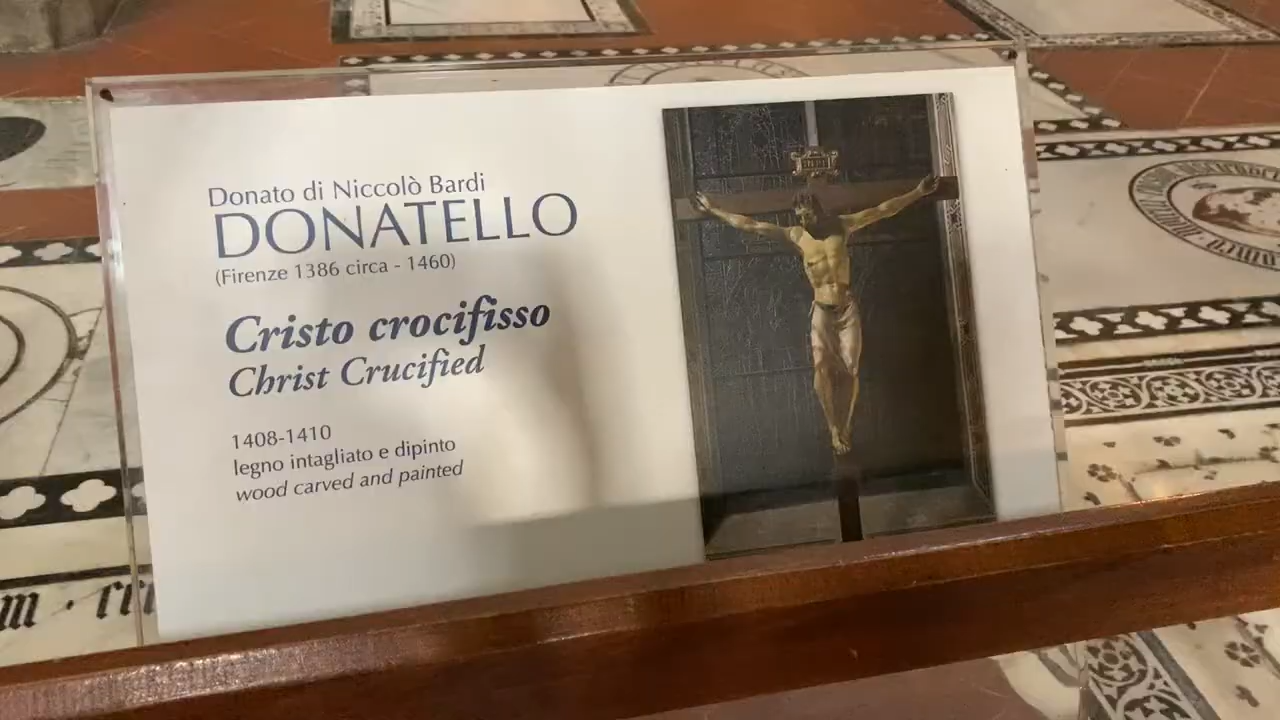 Donato di Niccolò Bardi
DONATELLO
(Firenze 1386 circa - 1460)
Cristo crocifisso
Christ Crucified
1408-1410
legno intagliato e dipinto
wood carved and painted